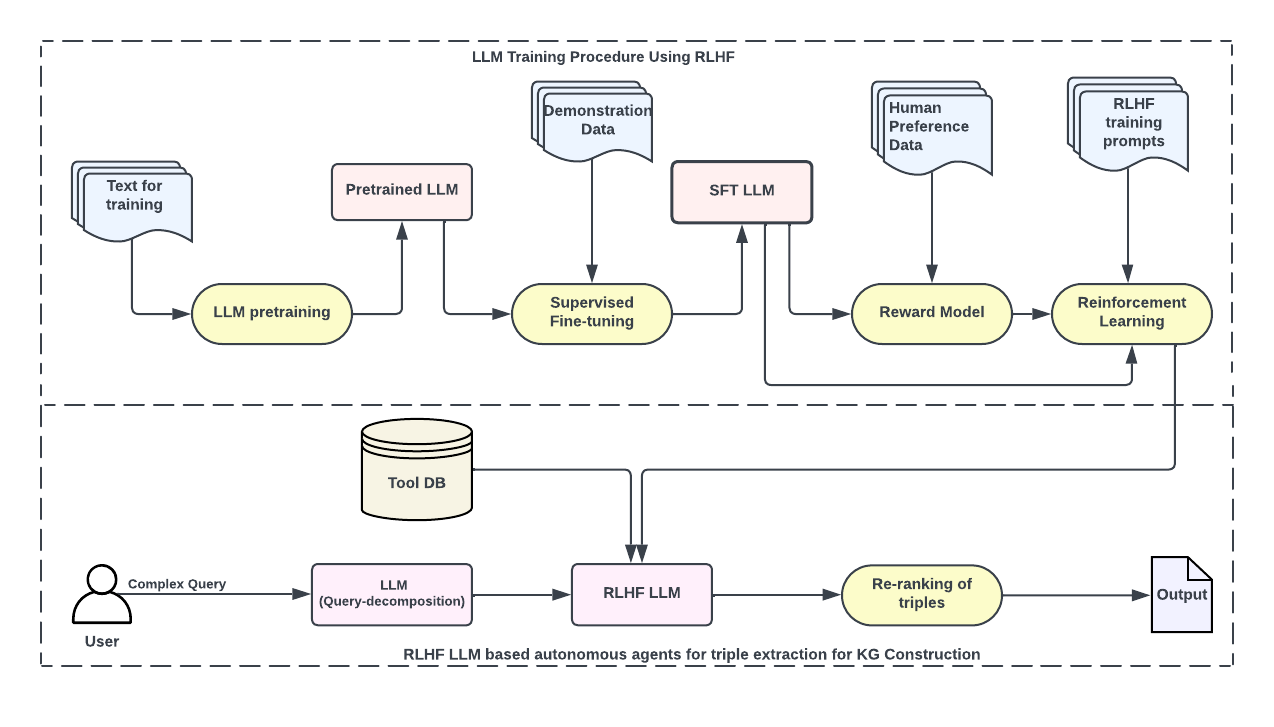 LLM Training Procedure Using RLHF
Demonstration
Data
Human
Preference
Data
RLHF
training
prompts
Text for
training
Pretrained LLM
SFT LLM
LLM pretraining
Supervised
Fine-tuning
Reward Model
Reinforcement
Learning
Tool DB
Complex Query
User
LLM
(Query-decomposition)
RLHF LLM
Re-ranking of
triples
Output
RLHF LLM based autonomous agents for triple extraction for KG Construction